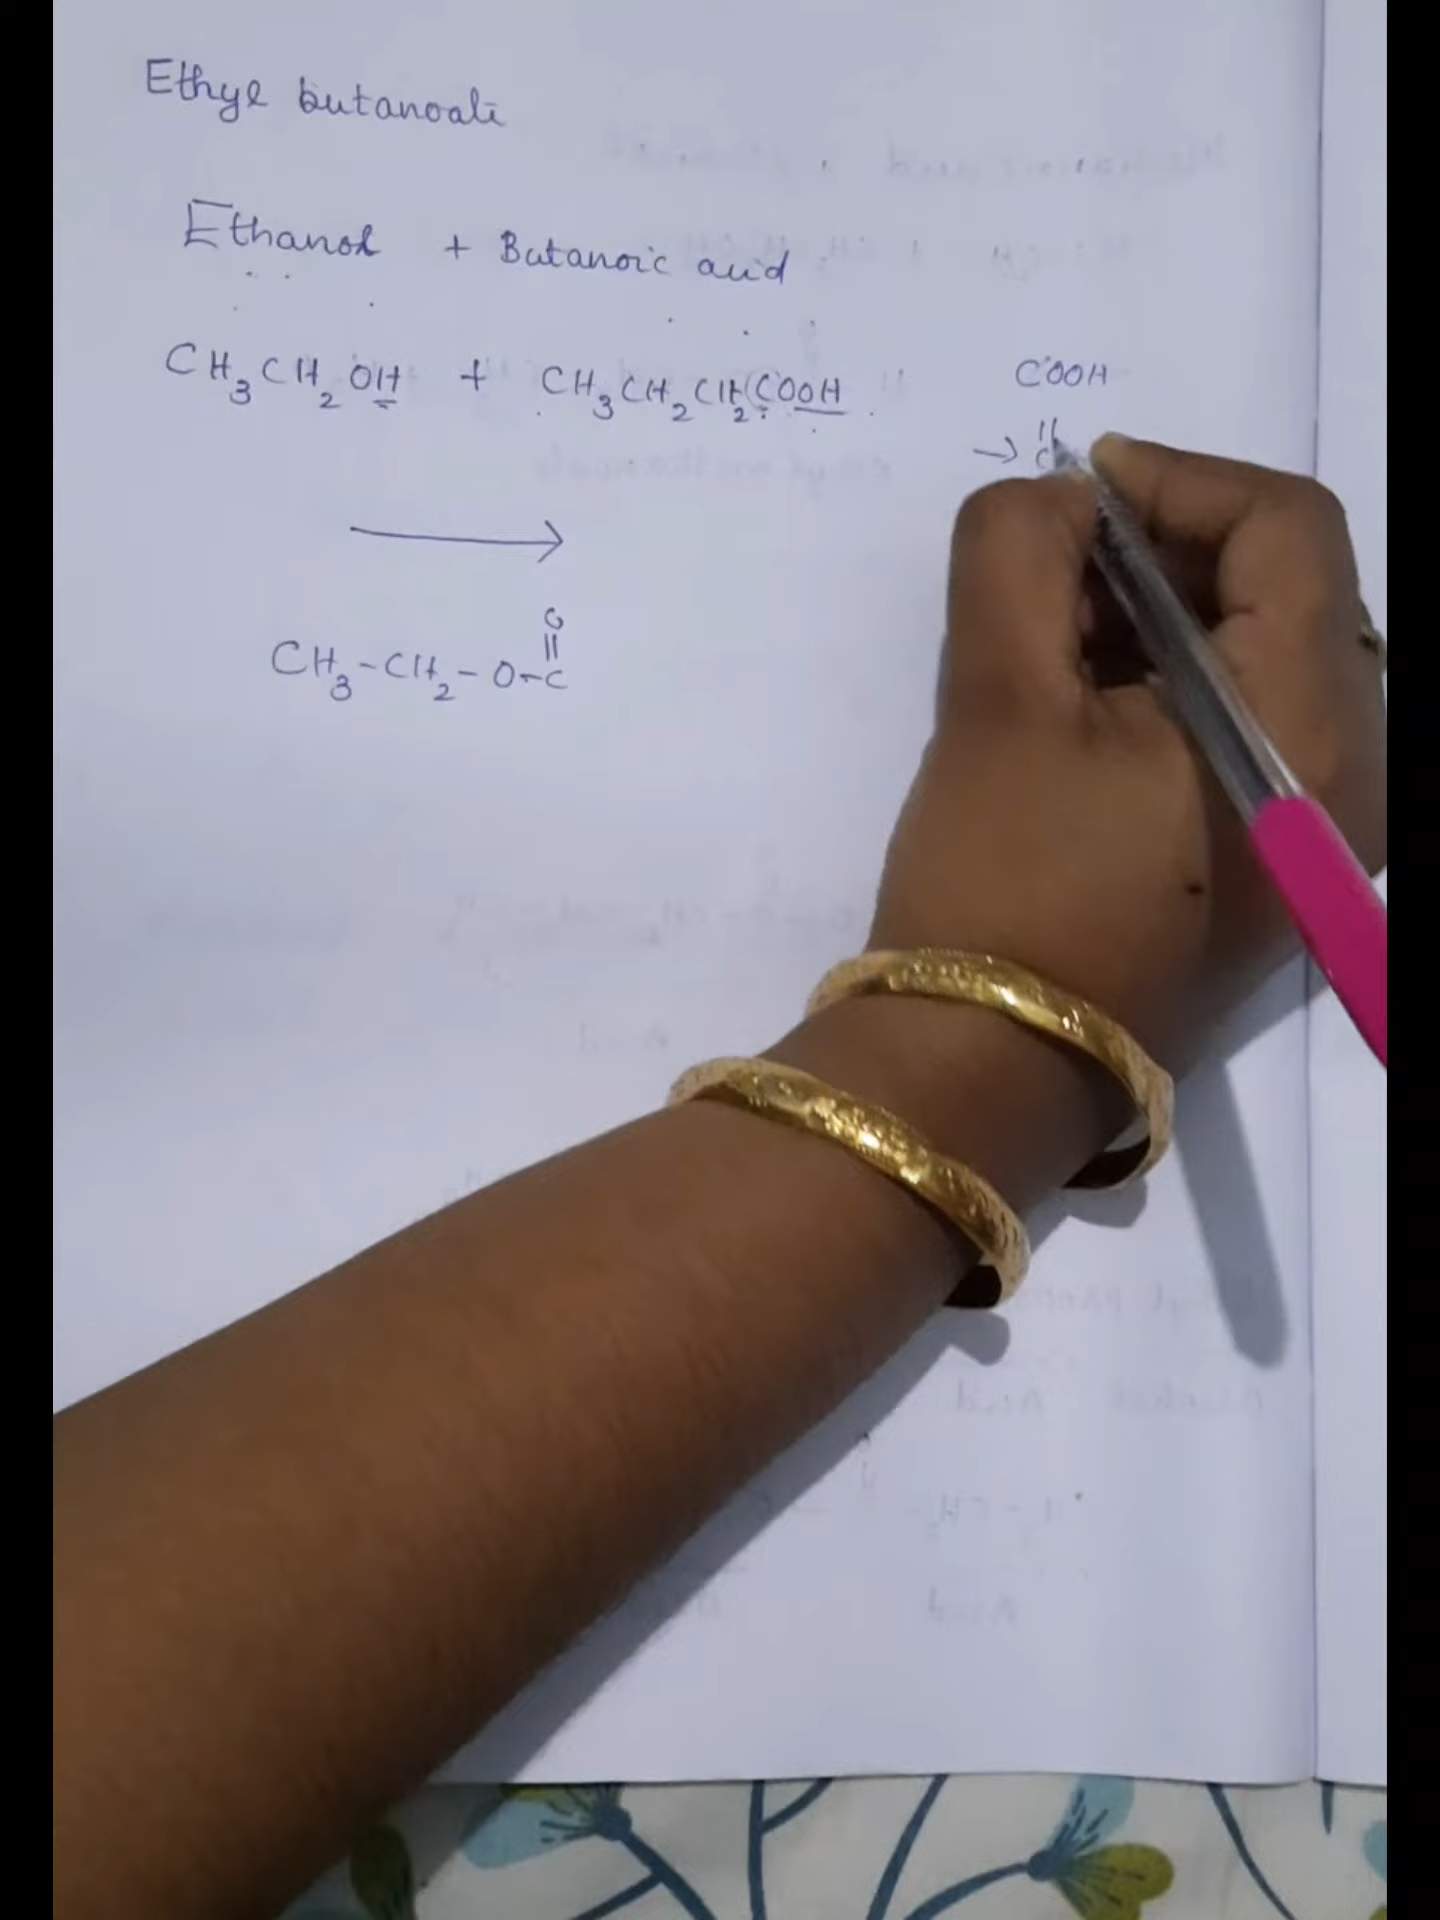 Ethyl butanoate
Ethanol + Butanoic acid
CH₃CH₂OH + CH₃CH₂CH₂COOH
COOH
→ C
→
O
||
CH₃-CH₂-O-C